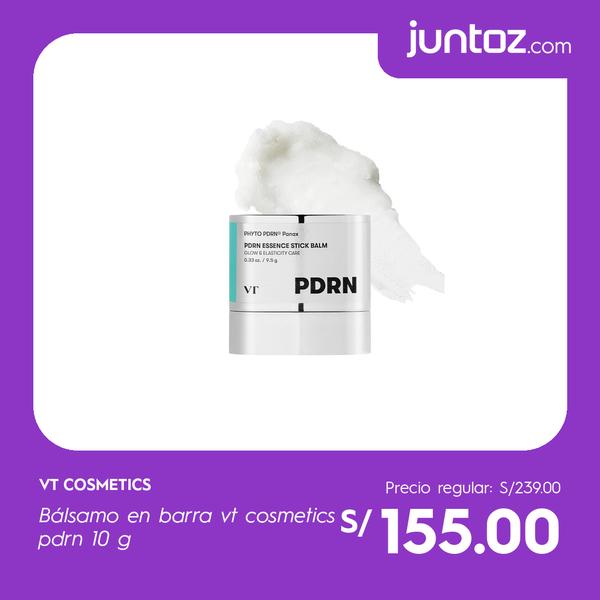 juntoz.com
PHYTO PDRN® Panax
PDRN ESSENCE STICK BALM
GLOW & ELASTICITY CARE
0.33 oz. / 9.5 g
VT
PDRN
VT COSMETICS
Bálsamo en barra vt cosmetics
pdrn 10 g
Precio regular: S/239.00
S/155.00